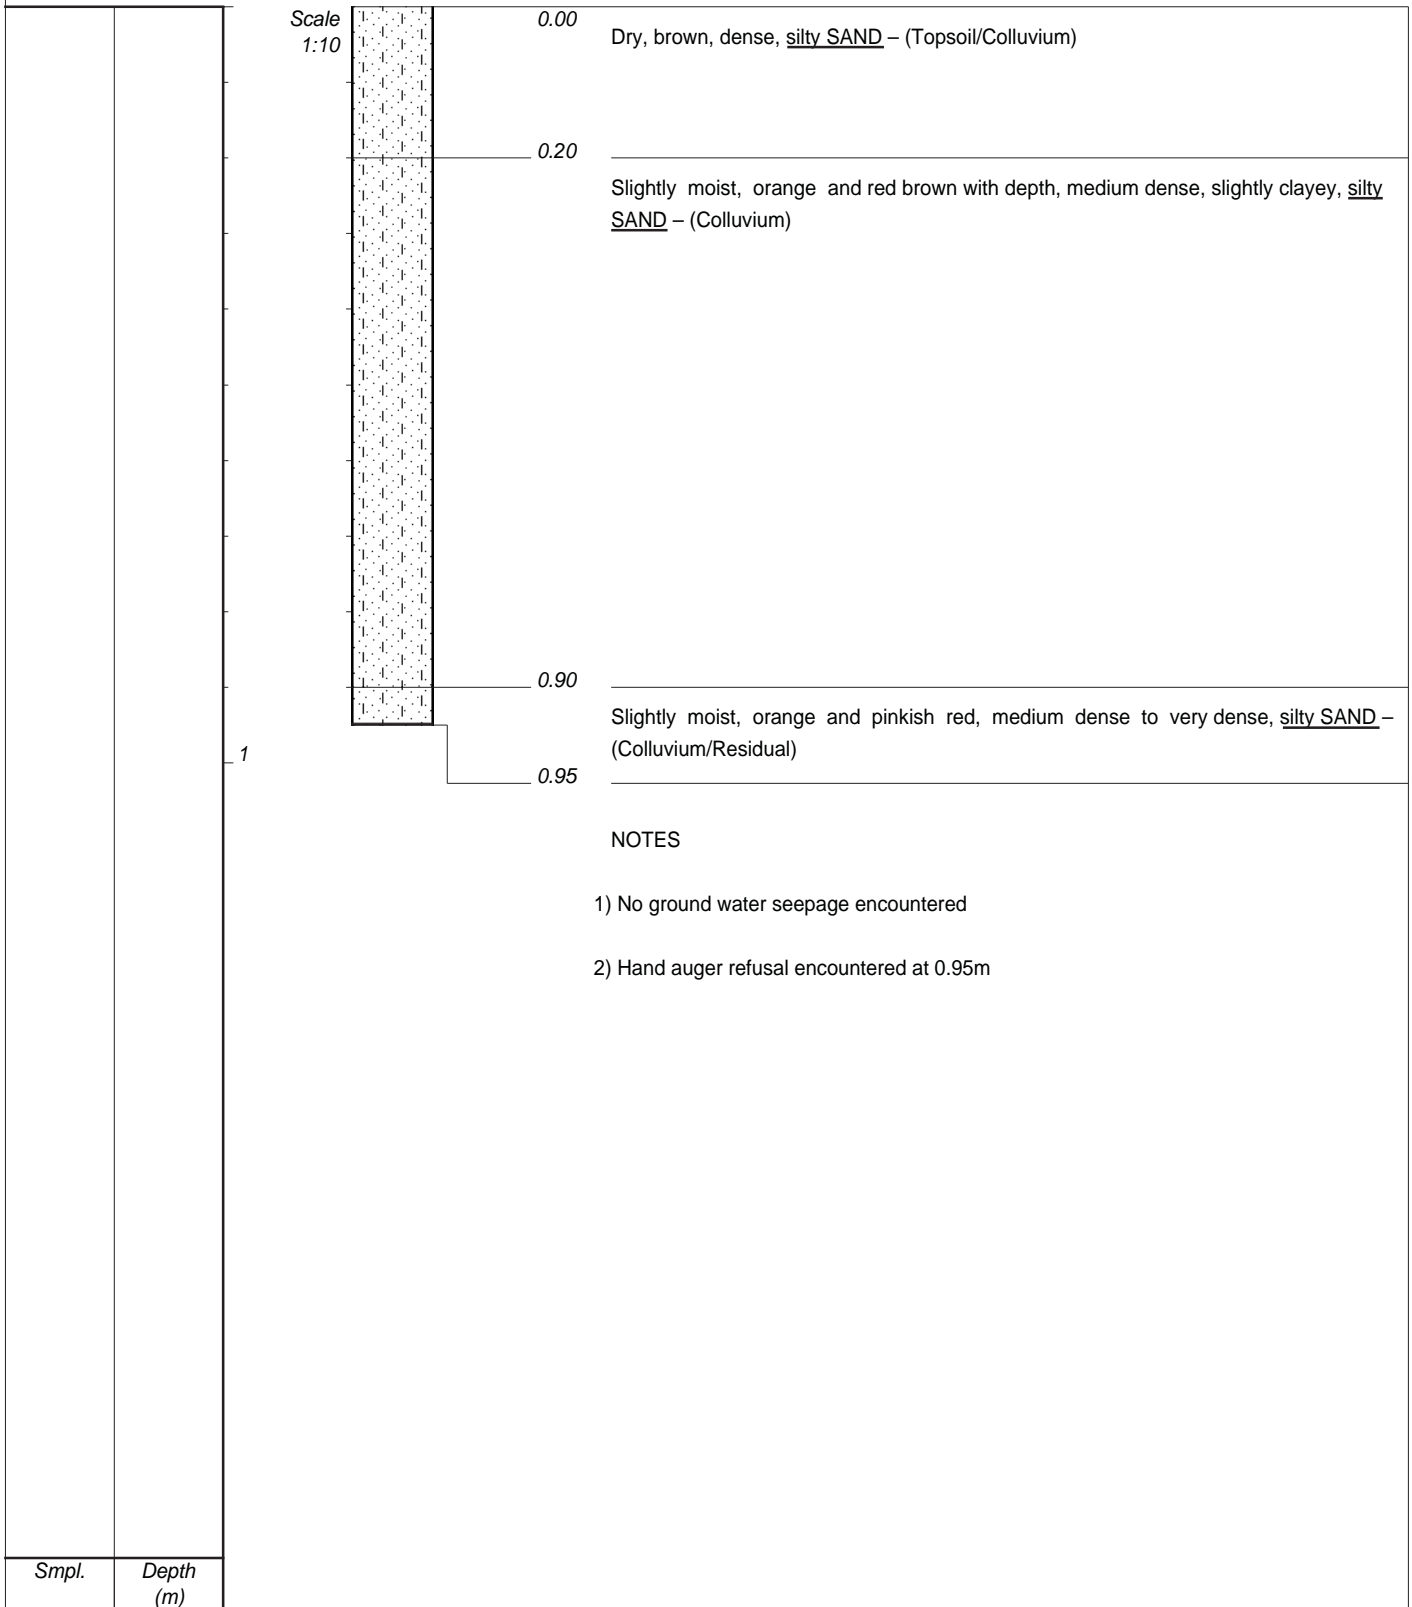 Scale
1:10
0.00
Dry, brown, dense, silty SAND – (Topsoil/Colluvium)
0.20
Slightly moist, orange and red brown with depth, medium dense, slightly clayey, silty
SAND – (Colluvium)
0.90
Slightly moist, orange and pinkish red, medium dense to very dense, silty SAND –
(Colluvium/Residual)
1
0.95
NOTES
1) No ground water seepage encountered
2) Hand auger refusal encountered at 0.95m
Smpl.
Depth
(m)